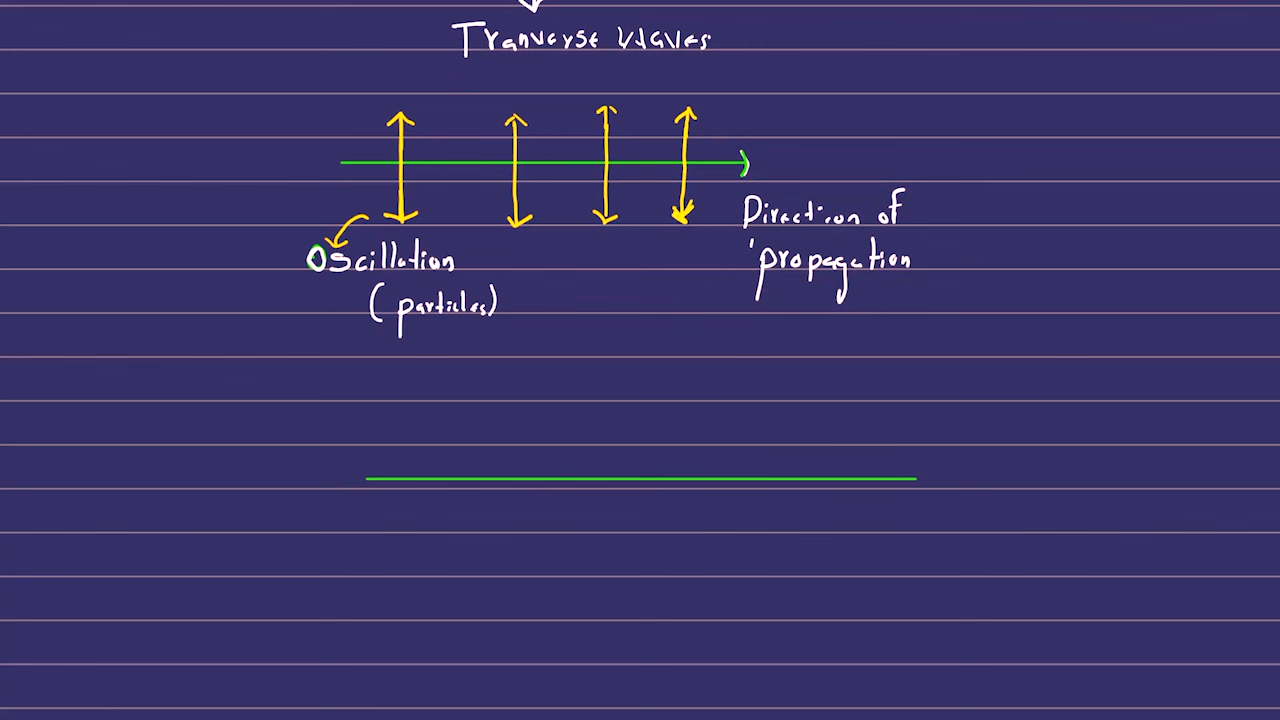 Tranverse waves
Direction of
propagation
Oscillation
(particles)